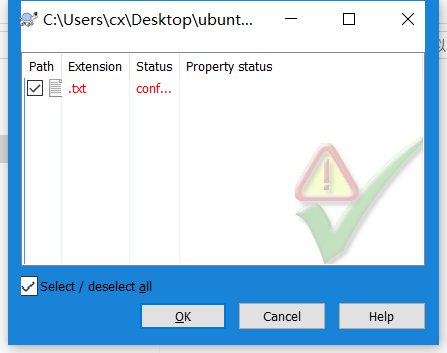 C:\Users\cx\Desktop\ubunt...
Path Extension Status Property status
.txt conf...
Select / deselect all
OK Cancel Help